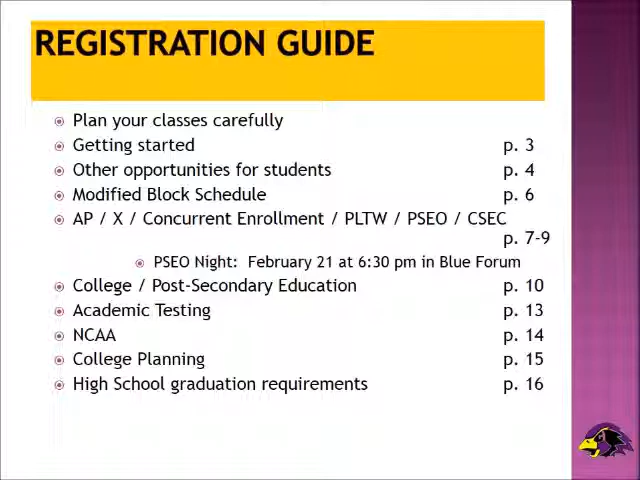 REGISTRATION GUIDE
Plan your classes carefully
Getting started p. 3
Other opportunities for students p. 4
Modified Block Schedule p. 6
AP / X / Concurrent Enrollment / PLTW / PSEO / CSEC
p. 7-9
PSEO Night: February 21 at 6:30 pm in Blue Forum
College / Post-Secondary Education p. 10
Academic Testing p. 13
NCAA p. 14
College Planning p. 15
High School graduation requirements p. 16